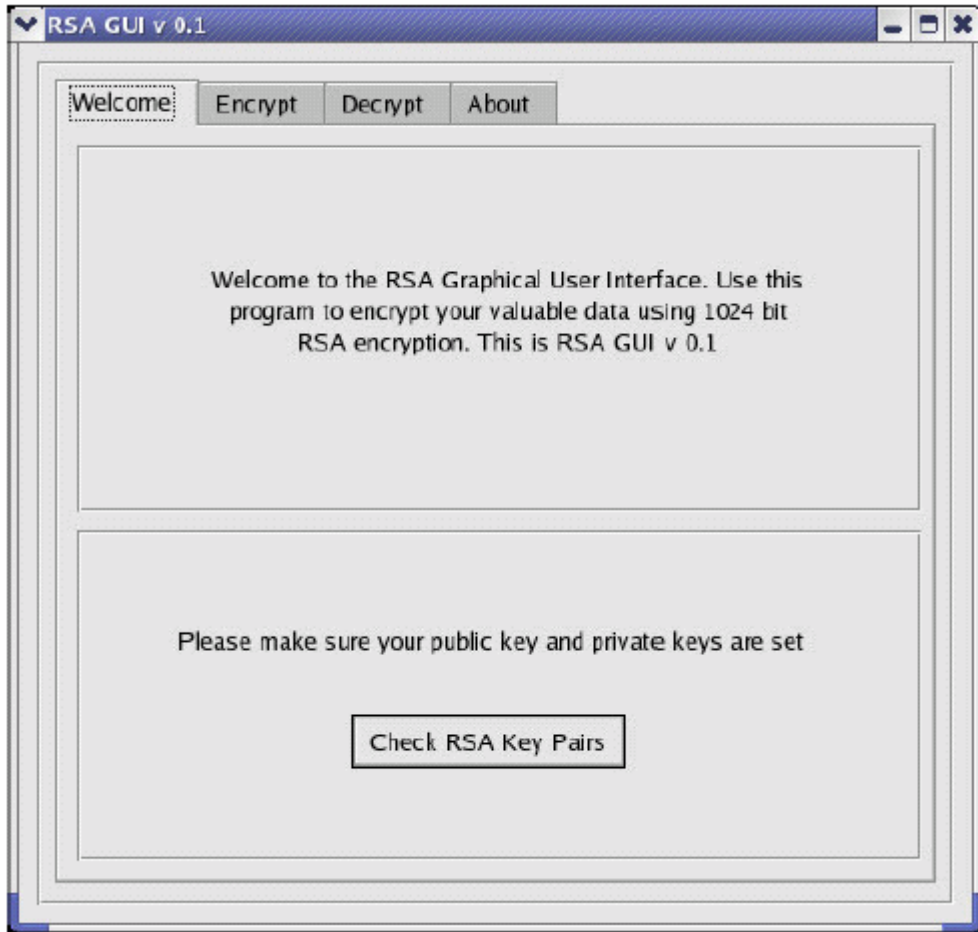 RSA GUI v 0.1
Welcome
Encrypt
Decrypt
About
Welcome to the RSA Graphical User Interface. Use this
program to encrypt your valuable data using 1024 bit
RSA encryption. This is RSA GUI v 0.1
Please make sure your public key and private keys are set
Check RSA Key Pairs